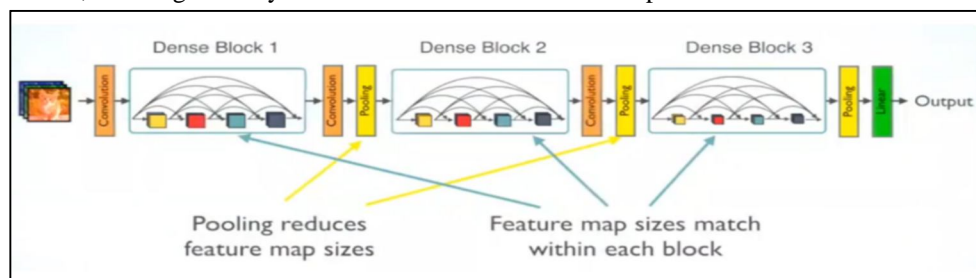 Dense Block 1
Dense Block 2
Dense Block 3
Convolution
Convolution
Pooling
Convolution
Pooling
Pooling
Linear
Output
Pooling reduces
feature map sizes
Feature map sizes match
within each block